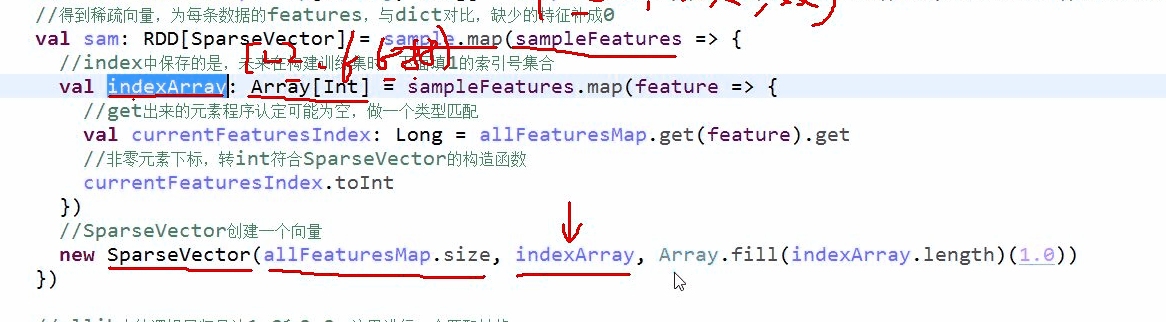 //得到稀疏向量，为每条数据的features，与dict对比，缺少的特征补成0
val sam: RDD[SparseVector] = sample.map(sampleFeatures => {
//index中保存的是，未来在构建训练集时，下面填1的索引号集合
val indexArray: Array[Int] = sampleFeatures.map(feature => {
//get出来的元素程序认定可能为空，做一个类型匹配
val currentFeaturesIndex: Long = allFeaturesMap.get(feature).get
//非零元素下标，转int符合SparseVector的构造函数
currentFeaturesIndex.toInt
})
//SparseVector创建一个向量
new SparseVector(allFeaturesMap.size, indexArray, Array.fill(indexArray.length)(1.0))
})